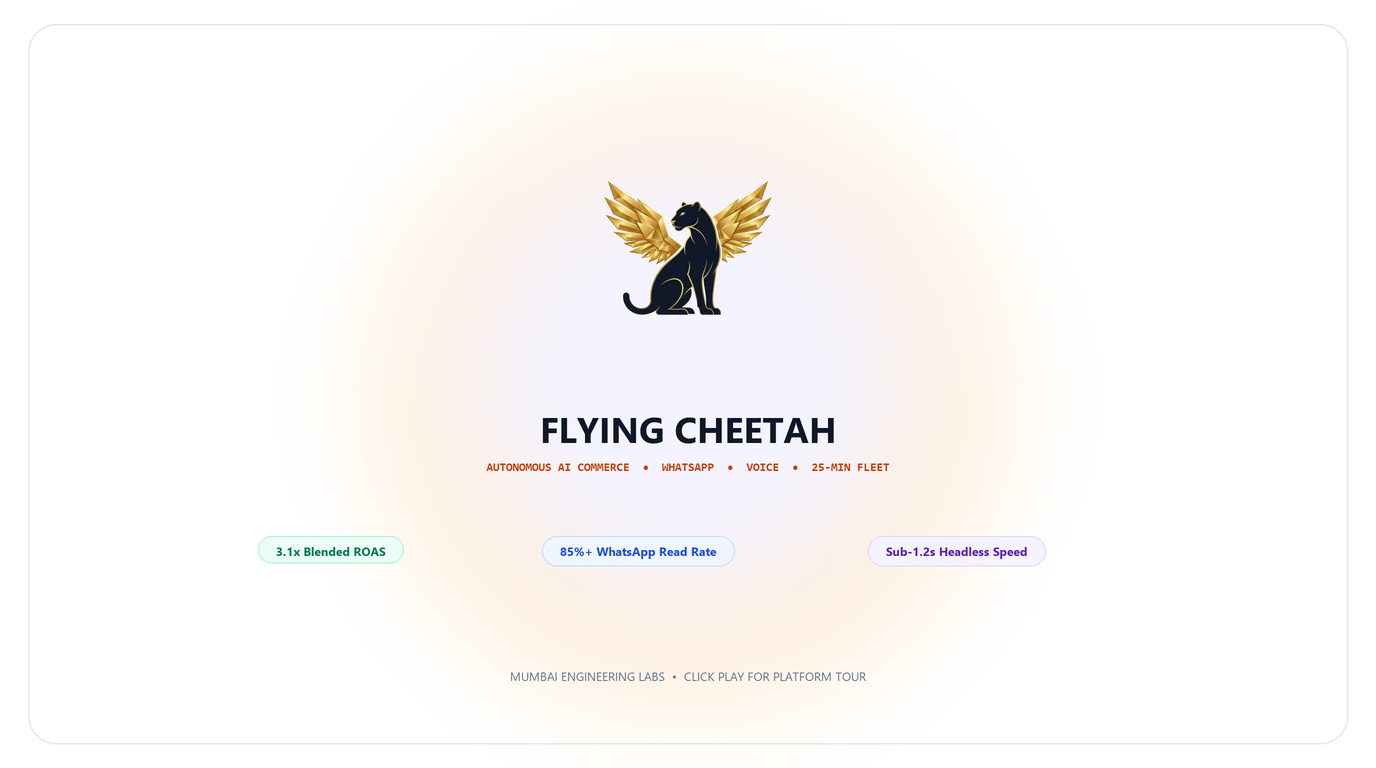 FLYING CHEETAH
AUTONOMOUS AI COMMERCE • WHATSAPP • VOICE • 25-MIN FLEET
3.1x Blended ROAS
85%+ WhatsApp Read Rate
Sub-1.2s Headless Speed
MUMBAI ENGINEERING LABS • CLICK PLAY FOR PLATFORM TOUR